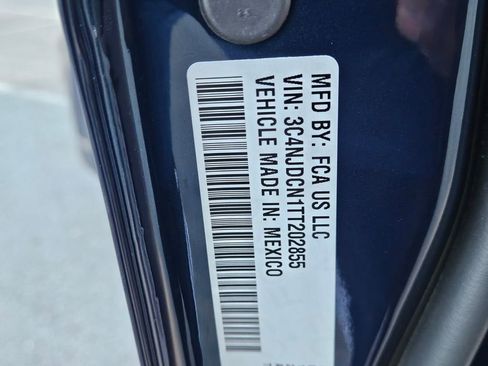 MFD BY: FCA US LLC
VIN: 3C4NJDCN1TT202855
VEHICLE MADE IN: MEXICO